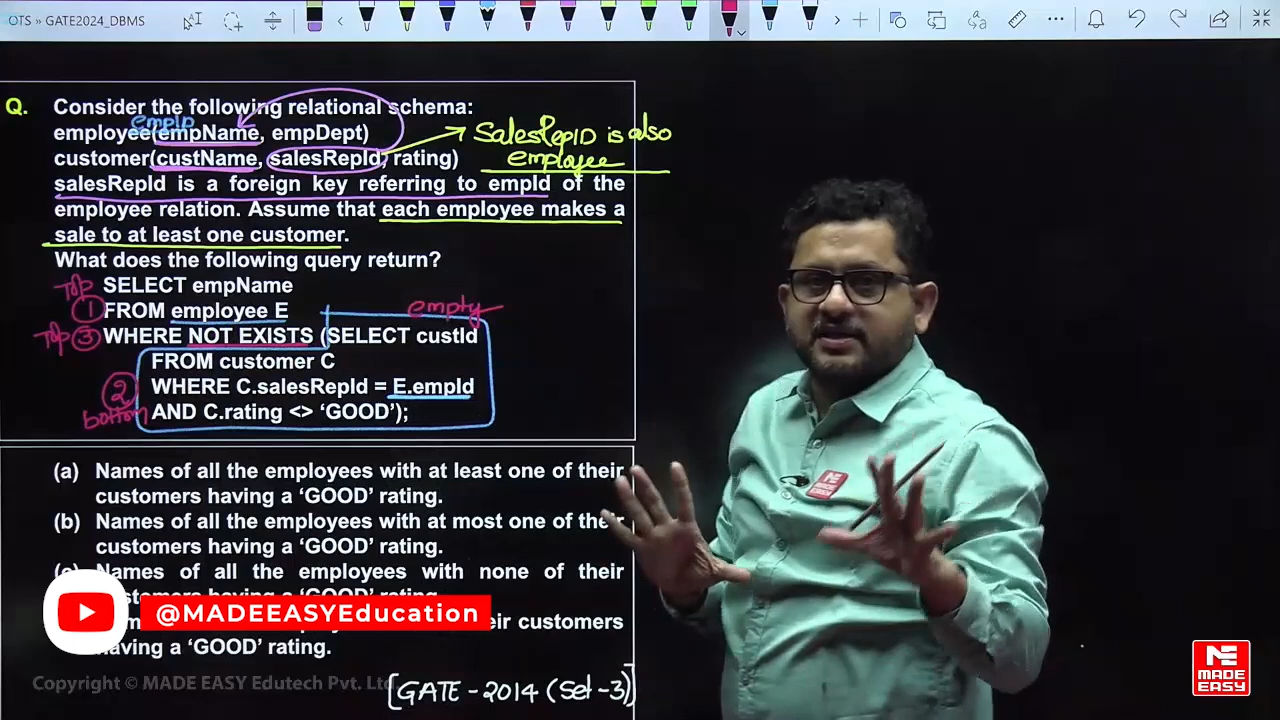 OTS » GATE2024_DBMS
Q. Consider the following relational schema:
empId
employee(empName, empDept)
SalesRepID is also
employee
customer(custName, salesRepId, rating)
salesRepId is a foreign key referring to empId of the
employee relation. Assume that each employee makes a
sale to at least one customer.
What does the following query return?
Top SELECT empName
1 FROM employee E
empty
Top 3 WHERE NOT EXISTS (SELECT custId
FROM customer C
2 WHERE C.salesRepId = E.empId
bottom AND C.rating <> ‘GOOD’);
(a) Names of all the employees with at least one of their
customers having a ‘GOOD’ rating.
(b) Names of all the employees with at most one of their
customers having a ‘GOOD’ rating.
Names of all the employees with none of their
@MADEEASYEducation
eir customers
having a ‘GOOD’ rating.
Copyright © MADE EASY Edutech Pvt. Ltd
[GATE - 2014 (Set -3)]
ME
MADE
EASY
ME
MADE
EASY